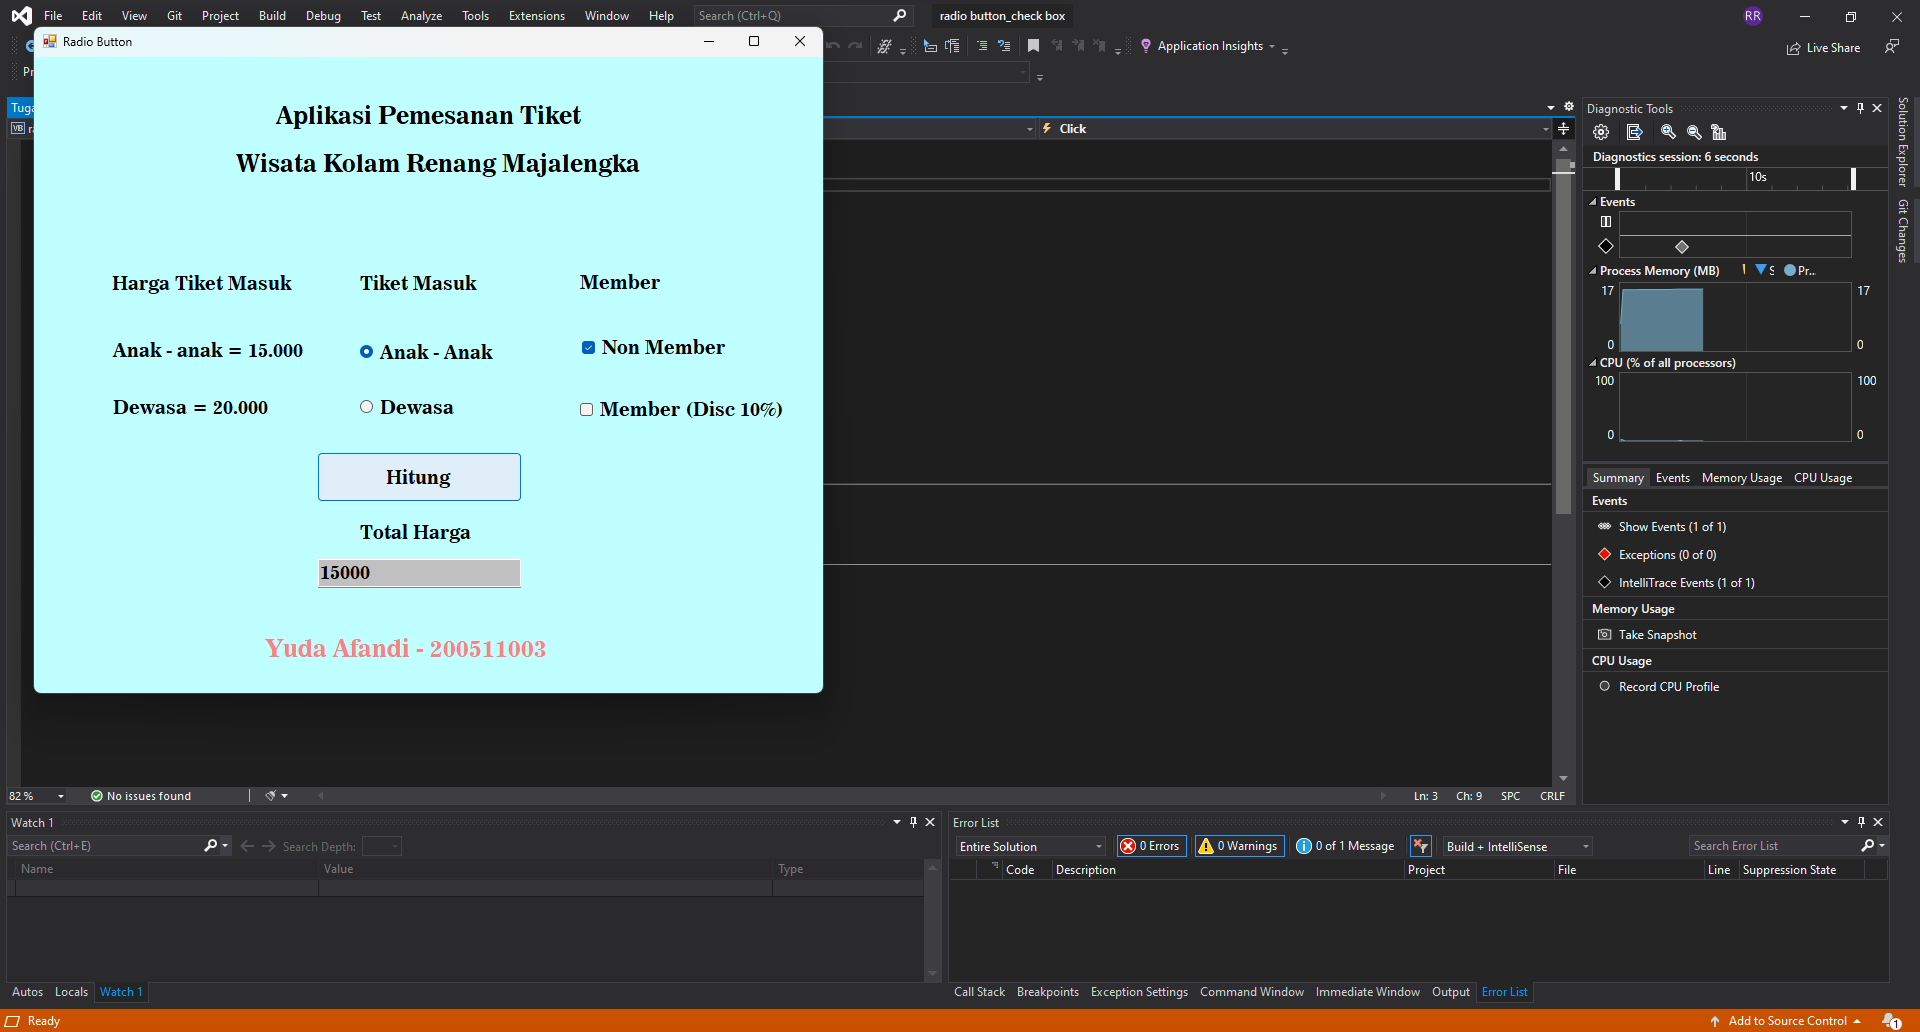 File Edit View Git Project Build Debug Test Analyze Tools Extensions Window Help Search (Ctrl+Q) radio button_check box RR
Radio Button
Application Insights
Live Share
Aplikasi Pemesanan Tiket
Wisata Kolam Renang Majalengka
Harga Tiket Masuk Tiket Masuk Member
Anak - anak = 15.000 Anak - Anak Non Member
Dewasa = 20.000 Dewasa Member (Disc 10%)
Hitung
Total Harga
15000
Yuda Afandi - 200511003
Click
Diagnostic Tools
Diagnostics session: 6 seconds
10s
Events
Process Memory (MB) S Pr...
17 17
0 0
CPU (% of all processors)
100 100
0 0
Summary Events Memory Usage CPU Usage
Events
Show Events (1 of 1)
Exceptions (0 of 0)
IntelliTrace Events (1 of 1)
Memory Usage
Take Snapshot
CPU Usage
Record CPU Profile
Solution Explorer
Git Changes
82 % No issues found Ln: 3 Ch: 9 SPC CRLF
Watch 1
Search (Ctrl+E) Search Depth:
Name Value Type
Autos Locals Watch 1
Error List
Entire Solution 0 Errors 0 Warnings 0 of 1 Message Build + IntelliSense Search Error List
Code Description Project File Line Suppression State
Call Stack Breakpoints Exception Settings Command Window Immediate Window Output Error List
Ready Add to Source Control 1